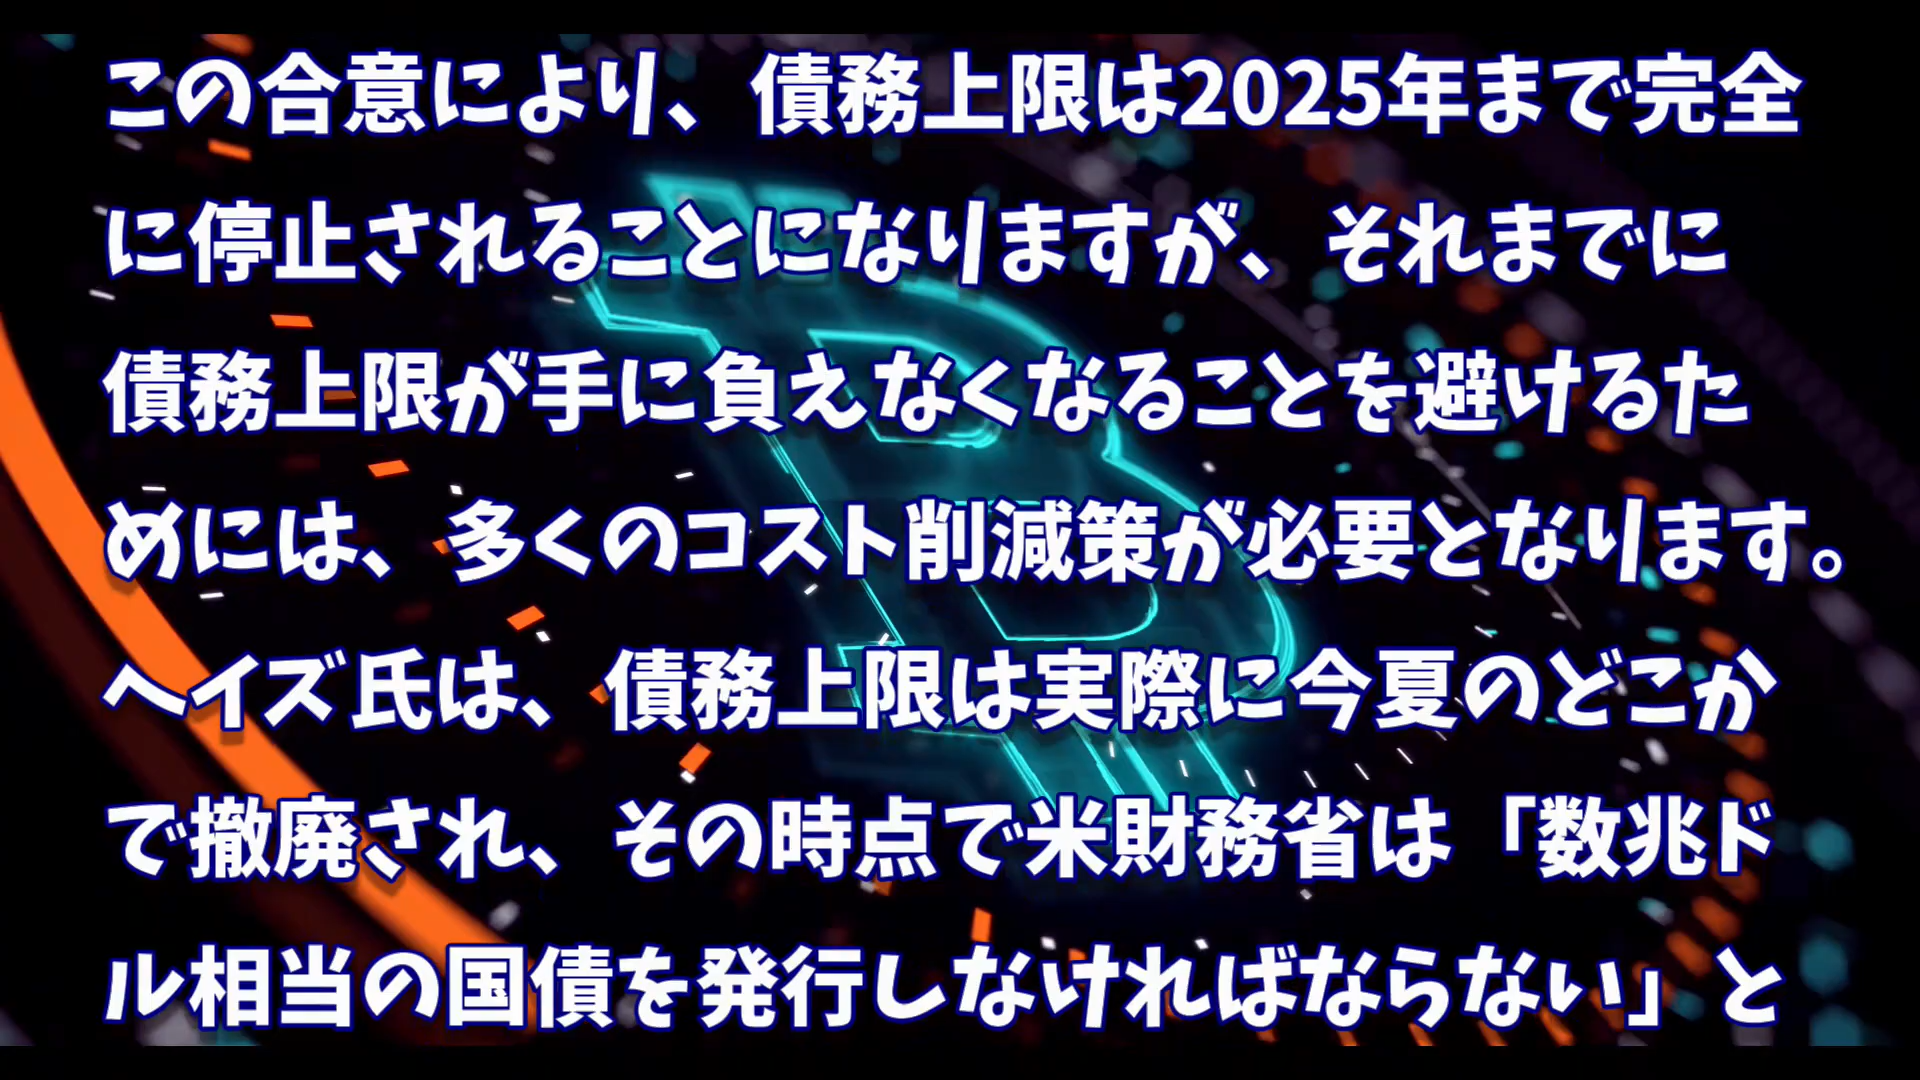 この合意により、債務上限は2025年まで完全
に停止されることになりますが、それまでに
債務上限が手に負えなくなることを避けるた
めには、多くのコスト削減策が必要となります。
ヘイズ氏は、債務上限は実際に今夏のどこか
で撤廃され、その時点で米財務省は「数兆ド
ル相当の国債を発行しなければならない」と